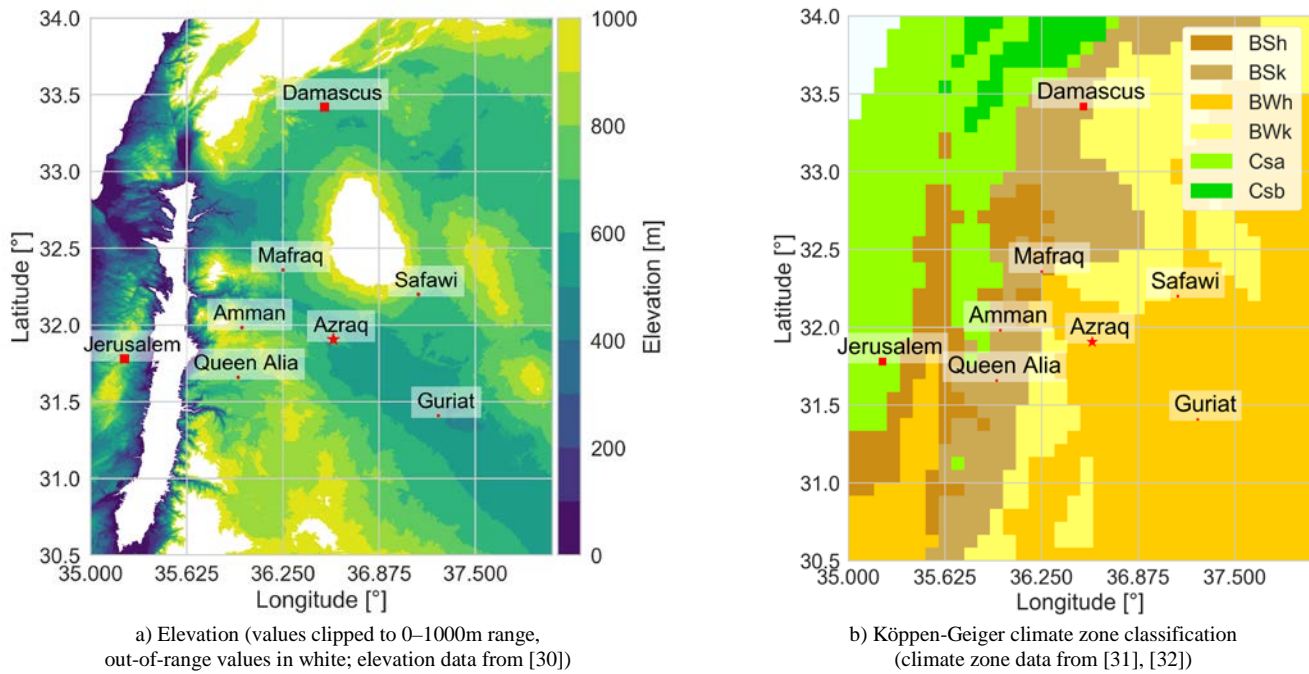 34.0
33.5
33.0
32.5
32.0
31.5
31.0
30.5
Latitude [°]
35.000 35.625 36.250 36.875 37.500
Longitude [°]
Damascus
Mafraq
Safawi
Amman
Azraq
Jerusalem
Queen Alia
Guriat
1000
800
600
400
200
0
Elevation [m]
a) Elevation (values clipped to 0–1000m range,
out-of-range values in white; elevation data from [30])
34.0
33.5
33.0
32.5
32.0
31.5
31.0
30.5
Latitude [°]
35.000 35.625 36.250 36.875 37.500
Longitude [°]
BSh
BSk
BWh
BWk
Csa
Csb
Damascus
Mafraq
Safawi
Amman
Azraq
Jerusalem
Queen Alia
Guriat
b) Köppen-Geiger climate zone classification
(climate zone data from [31], [32])